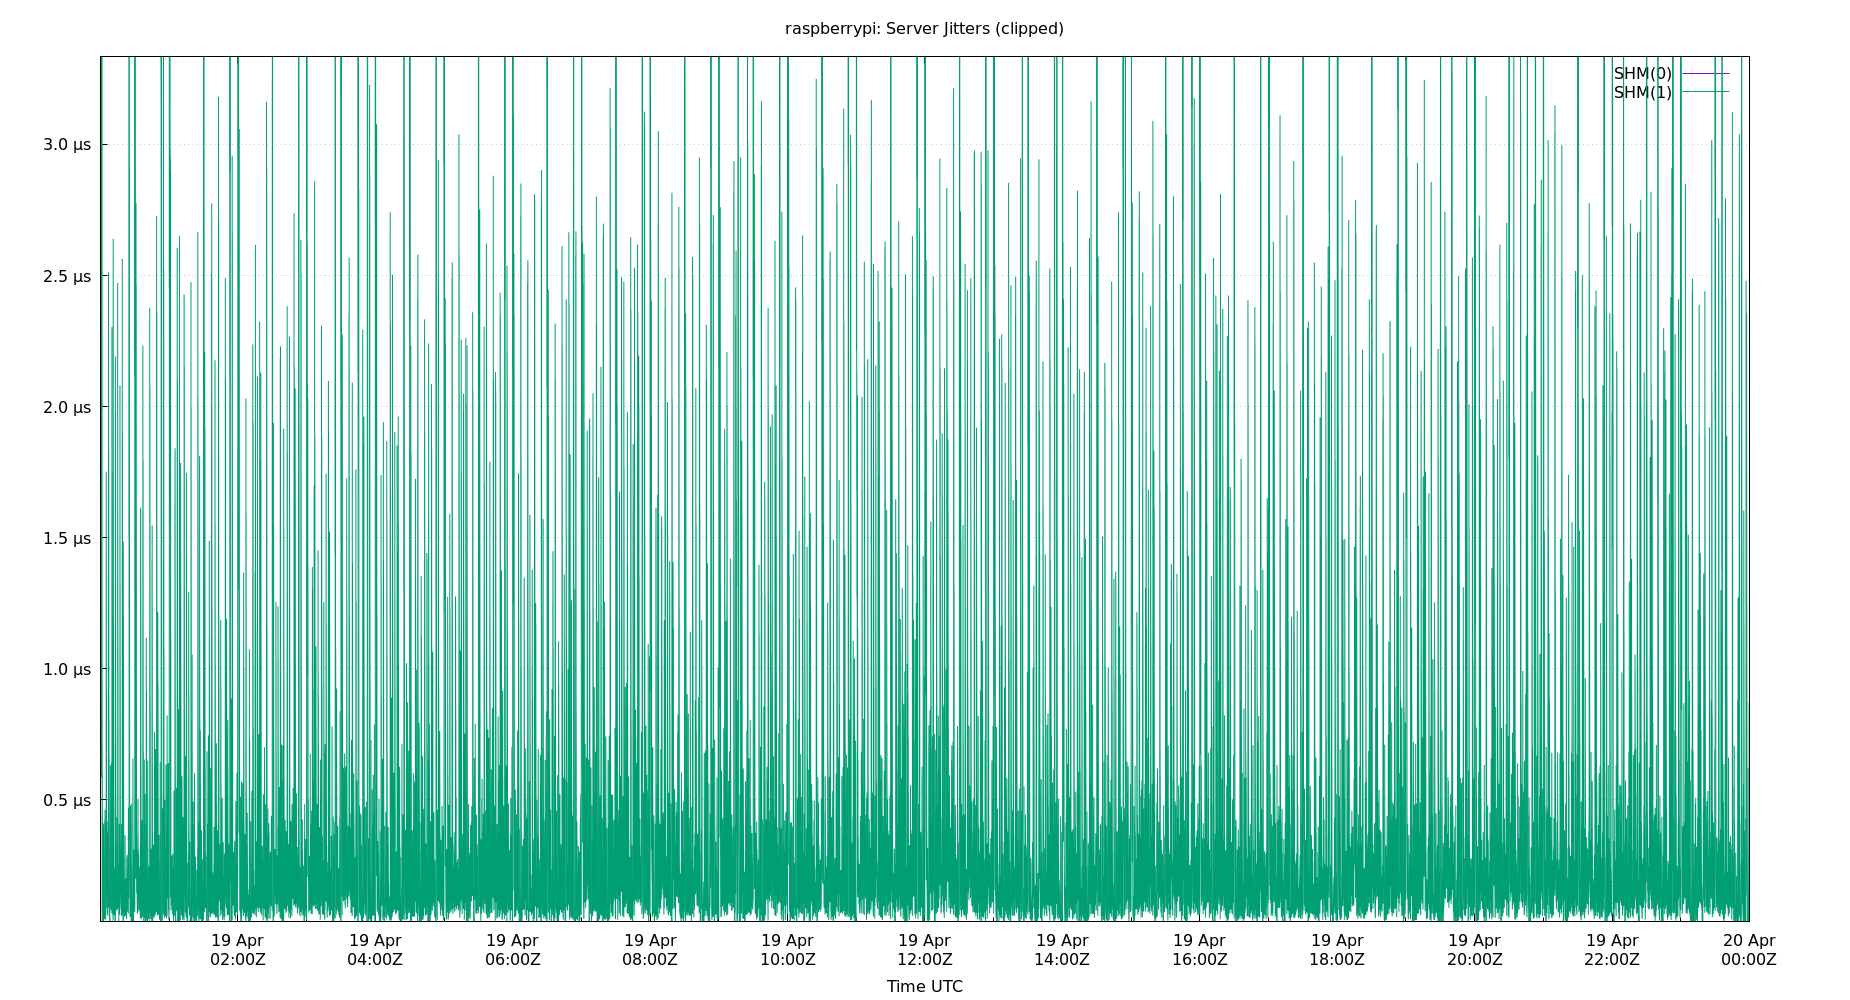 raspberrypi: Server Jitters (clipped)
SHM(0)
SHM(1)
3.0 µs
2.5 µs
2.0 µs
1.5 µs
1.0 µs
0.5 µs
19 Apr 19 Apr 19 Apr 19 Apr 19 Apr 19 Apr 19 Apr 19 Apr 19 Apr 19 Apr 19 Apr 20 Apr
02:00Z 04:00Z 06:00Z 08:00Z 10:00Z 12:00Z 14:00Z 16:00Z 18:00Z 20:00Z 22:00Z 00:00Z
Time UTC